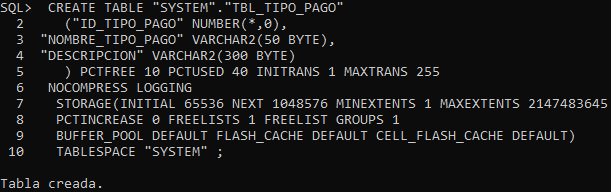 SQL>  CREATE TABLE "SYSTEM"."TBL_TIPO_PAGO"
  2     ("ID_TIPO_PAGO" NUMBER(*,0),
  3  "NOMBRE_TIPO_PAGO" VARCHAR2(50 BYTE),
  4  "DESCRIPCION" VARCHAR2(300 BYTE)
  5     ) PCTFREE 10 PCTUSED 40 INITRANS 1 MAXTRANS 255
  6   NOCOMPRESS LOGGING
  7    STORAGE(INITIAL 65536 NEXT 1048576 MINEXTENTS 1 MAXEXTENTS 2147483645
  8    PCTINCREASE 0 FREELISTS 1 FREELIST GROUPS 1
  9    BUFFER_POOL DEFAULT FLASH_CACHE DEFAULT CELL_FLASH_CACHE DEFAULT)
 10    TABLESPACE "SYSTEM" ;
Tabla creada.